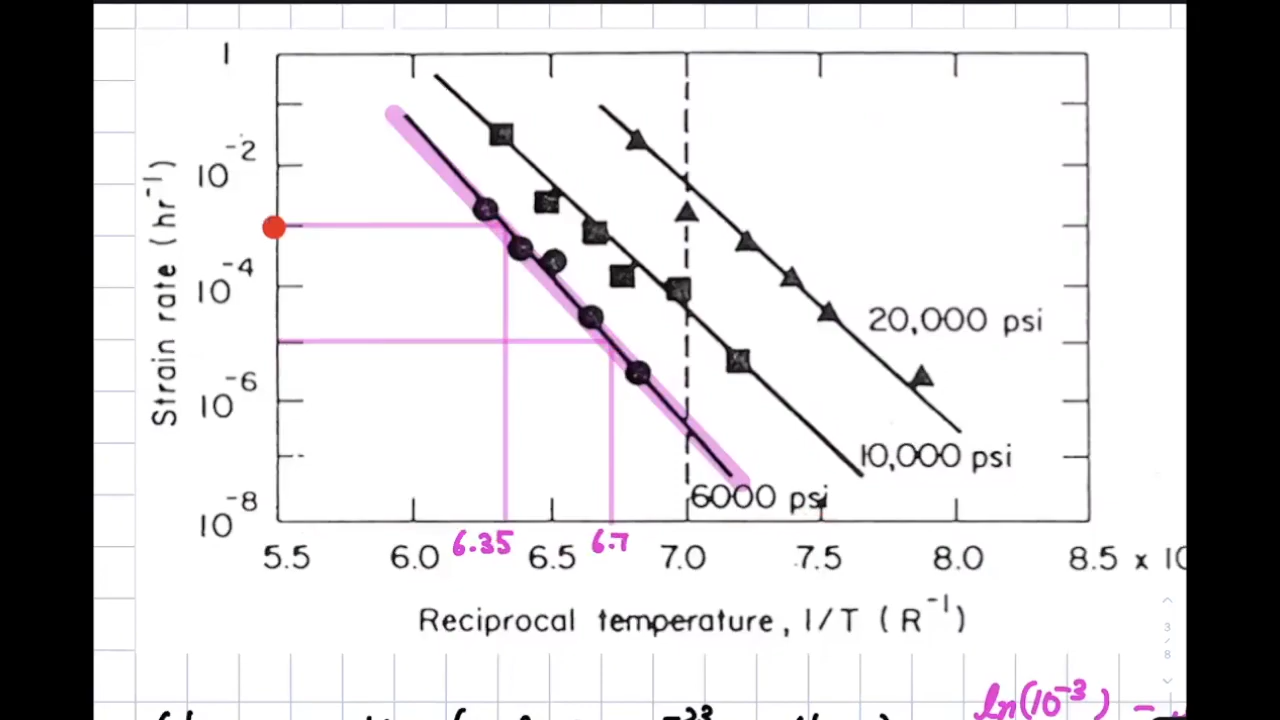 1
10⁻²
10⁻⁴
10⁻⁶
10⁻⁸
Strain rate (hr⁻¹)
20,000 psi
10,000 psi
6000 psi
6.35 6.7
5.5 6.0 6.5 7.0 7.5 8.0 8.5 x 10
Reciprocal temperature, 1/T (R⁻¹)
3
/
8
ln(10⁻³) -